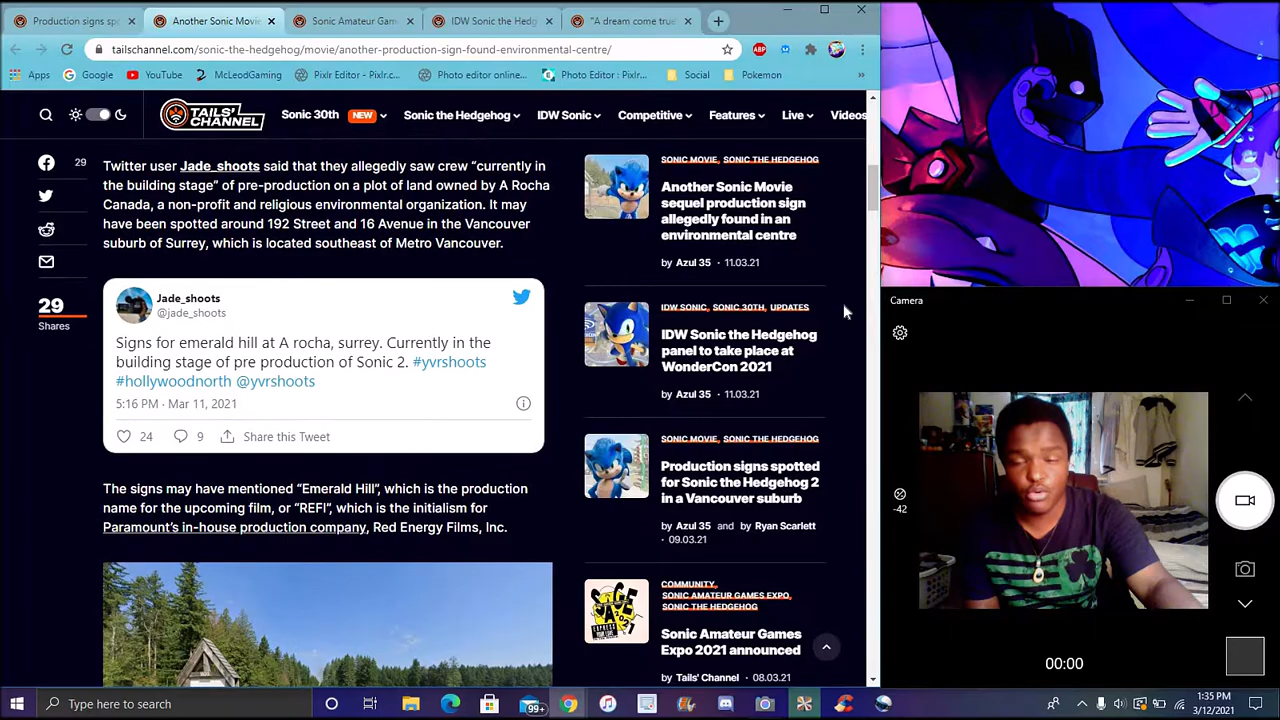 Production signs spo
Another Sonic Movie
Sonic Amateur Game
IDW Sonic the Hedg
"A dream come true
tailschannel.com/sonic-the-hedgehog/movie/another-production-sign-found-environmental-centre/
ABP
Apps
Google
YouTube
McLeodGaming
Pixlr Editor - Pixlr.c...
Photo editor online...
Photo Editor : Pixlr...
Social
Pokemon
»
TAILS' CHANNEL
Sonic 30th NEW
Sonic the Hedgehog
IDW Sonic
Competitive
Features
Live
Videos
29
Twitter user Jade_shoots said that they allegedly saw crew "currently in
the building stage" of pre-production on a plot of land owned by A Rocha
Canada, a non-profit and religious environmental organization. It may
have been spotted around 192 Street and 16 Avenue in the Vancouver
suburb of Surrey, which is located southeast of Metro Vancouver.
29
Shares
Jade_shoots
@jade_shoots
Signs for emerald hill at A rocha, surrey. Currently in the
building stage of pre production of Sonic 2. #yvrshoots
#hollywoodnorth @yvrshoots
5:16 PM · Mar 11, 2021
24
9
Share this Tweet
The signs may have mentioned "Emerald Hill", which is the production
name for the upcoming film, or "REFI", which is the initialism for
Paramount's in-house production company, Red Energy Films, Inc.
SONIC MOVIE, SONIC THE HEDGEHOG
Another Sonic Movie
sequel production sign
allegedly found in an
environmental centre
by Azul 35 · 11.03.21
IDW SONIC, SONIC 30TH, UPDATES
IDW Sonic the Hedgehog
panel to take place at
WonderCon 2021
by Azul 35 · 11.03.21
SONIC MOVIE, SONIC THE HEDGEHOG
Production signs spotted
for Sonic the Hedgehog 2
in a Vancouver suburb
by Azul 35 and by Ryan Scarlett
· 09.03.21
COMMUNITY,
SONIC AMATEUR GAMES EXPO,
SONIC THE HEDGEHOG
Sonic Amateur Games
Expo 2021 announced
by Tails' Channel · 08.03.21
Camera
-42
00:00
Type here to search
99+
1:35 PM
3/12/2021